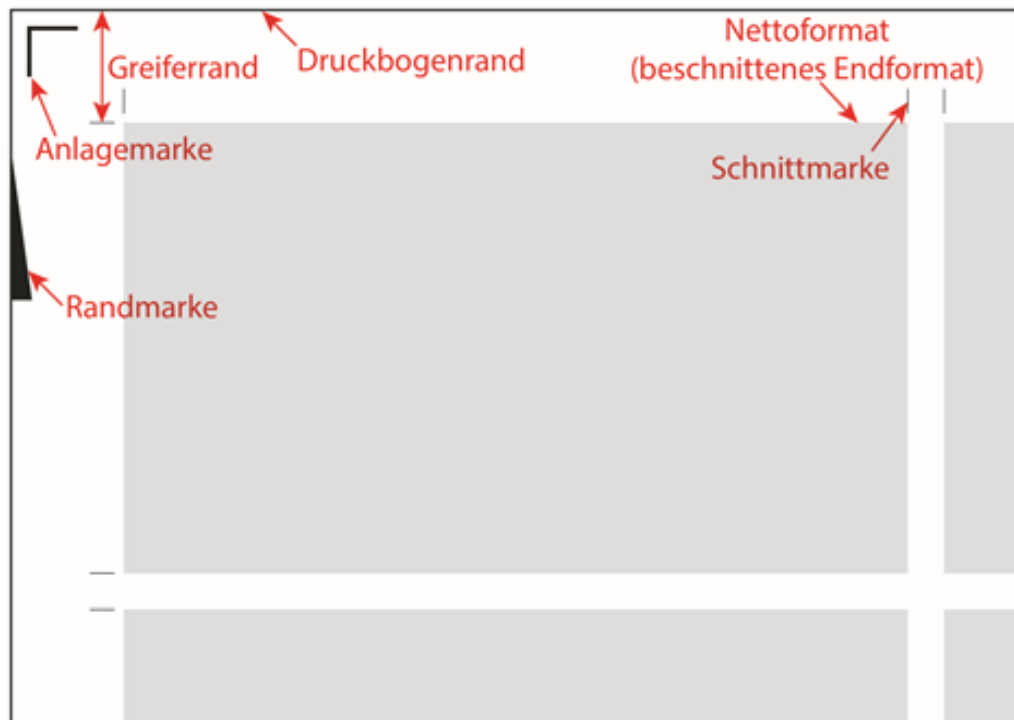 Nettoformat
(beschnittenes Endformat)
Druckbogenrand
Greiferrand
Anlagemarke
Schnittmarke
Randmarke